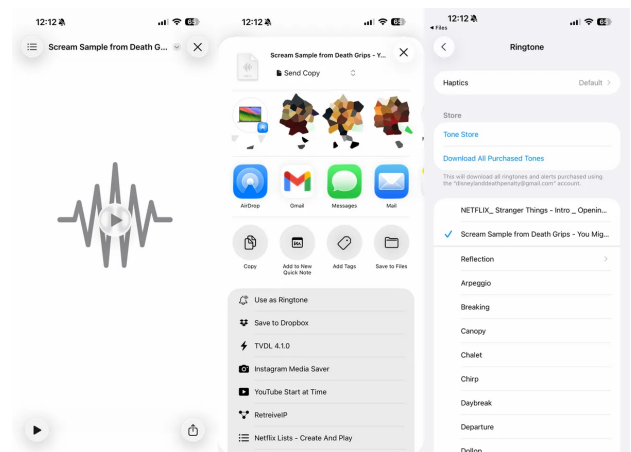 12:12
65
Scream Sample from Death G...
12:12
65
Scream Sample from Death Grips - Y...
Send Copy
AirDrop
Gmail
Messages
Mail
Copy
Add to New
Quick Note
Add Tags
Save to Files
Use as Ringtone
Save to Dropbox
TVDL 4.1.0
Instagram Media Saver
YouTube Start at Time
RetreiveIP
Netflix Lists - Create And Play
12:12
65
Files
Ringtone
Haptics
Default
Store
Tone Store
Download All Purchased Tones
This will download all ringtones and alerts purchased using
the "disneylanddeathpenalty@gmail.com" account.
NETFLIX_ Stranger Things - Intro _ Openin...
Scream Sample from Death Grips - You Mig...
Reflection
Arpeggio
Breaking
Canopy
Chalet
Chirp
Daybreak
Departure
Dollop